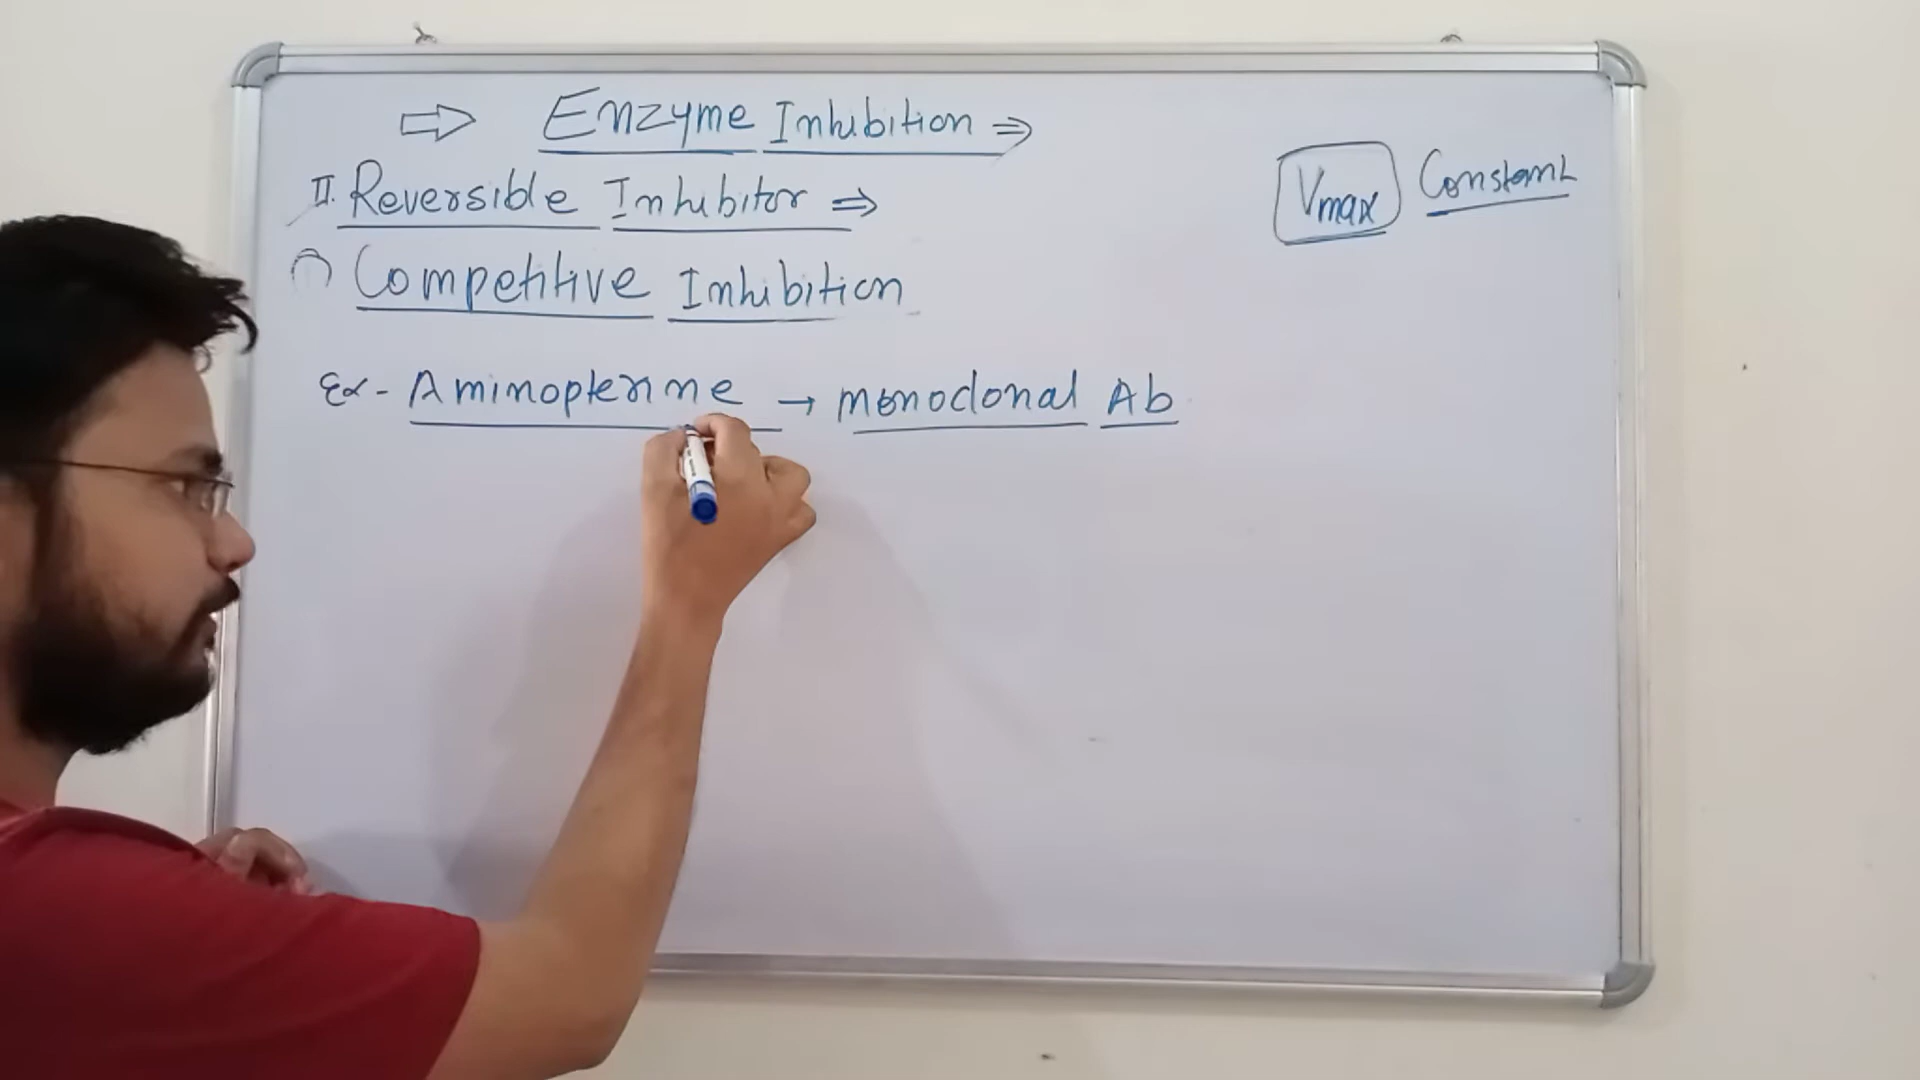 ⇨ Enzyme Inhibition ⇒
II. Reversible Inhibitor ⇒
Vmax Constant
Competitive Inhibition
Ex - Aminopterine → monoclonal Ab